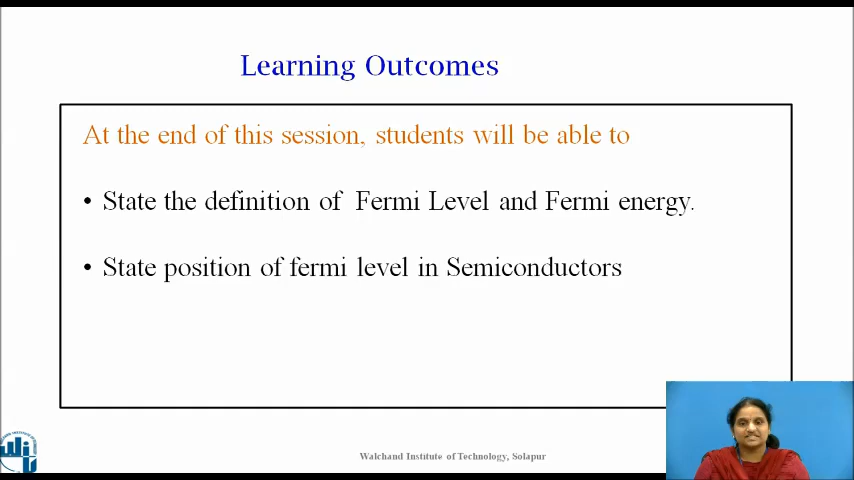 Learning Outcomes
At the end of this session, students will be able to
• State the definition of Fermi Level and Fermi energy.
• State position of fermi level in Semiconductors
Walchand Institute of Technology, Solapur